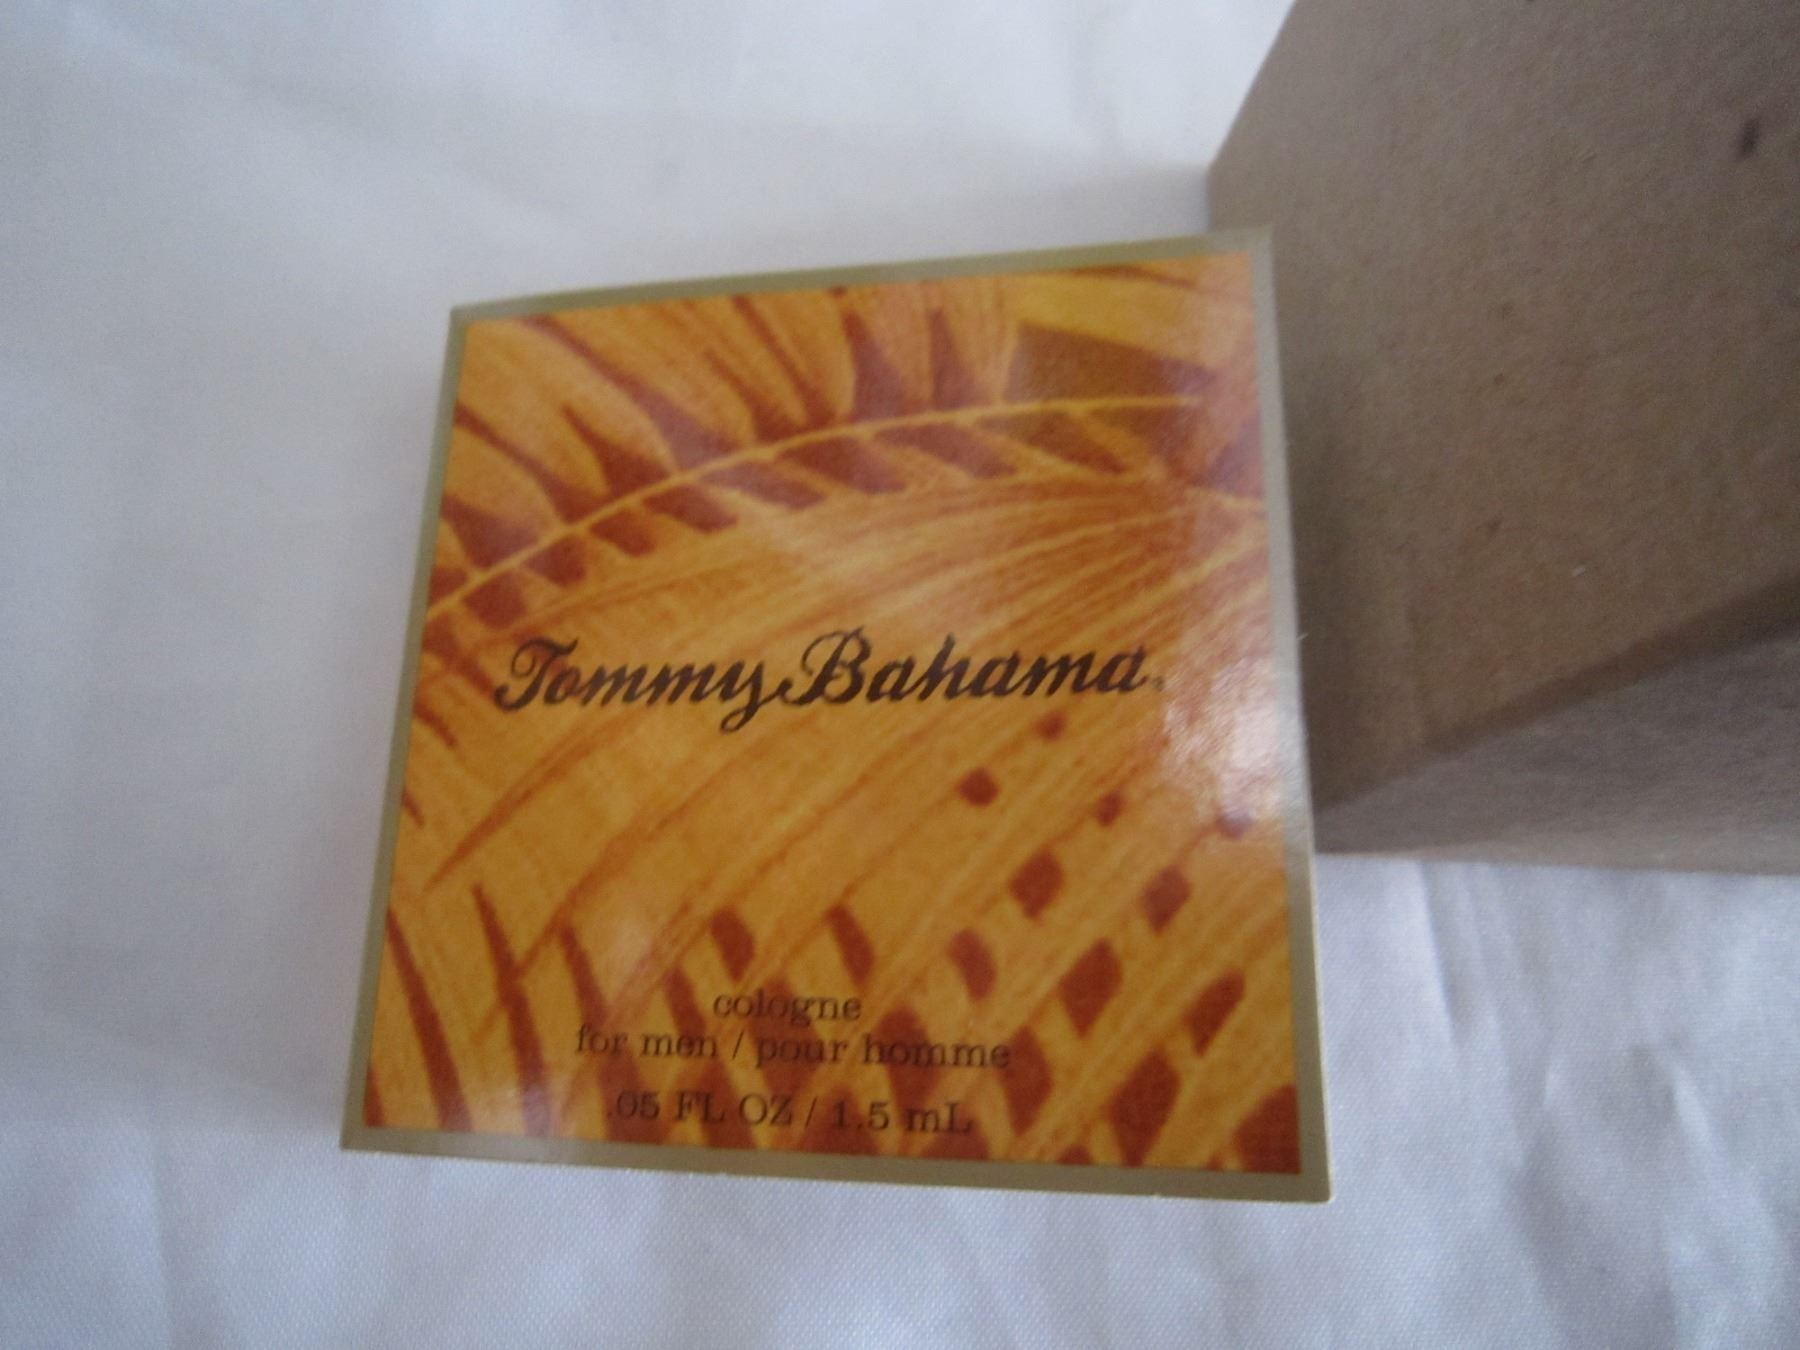 Tommy Bahama
cologne
for men / pour homme
.05 FL OZ / 1.5 mL